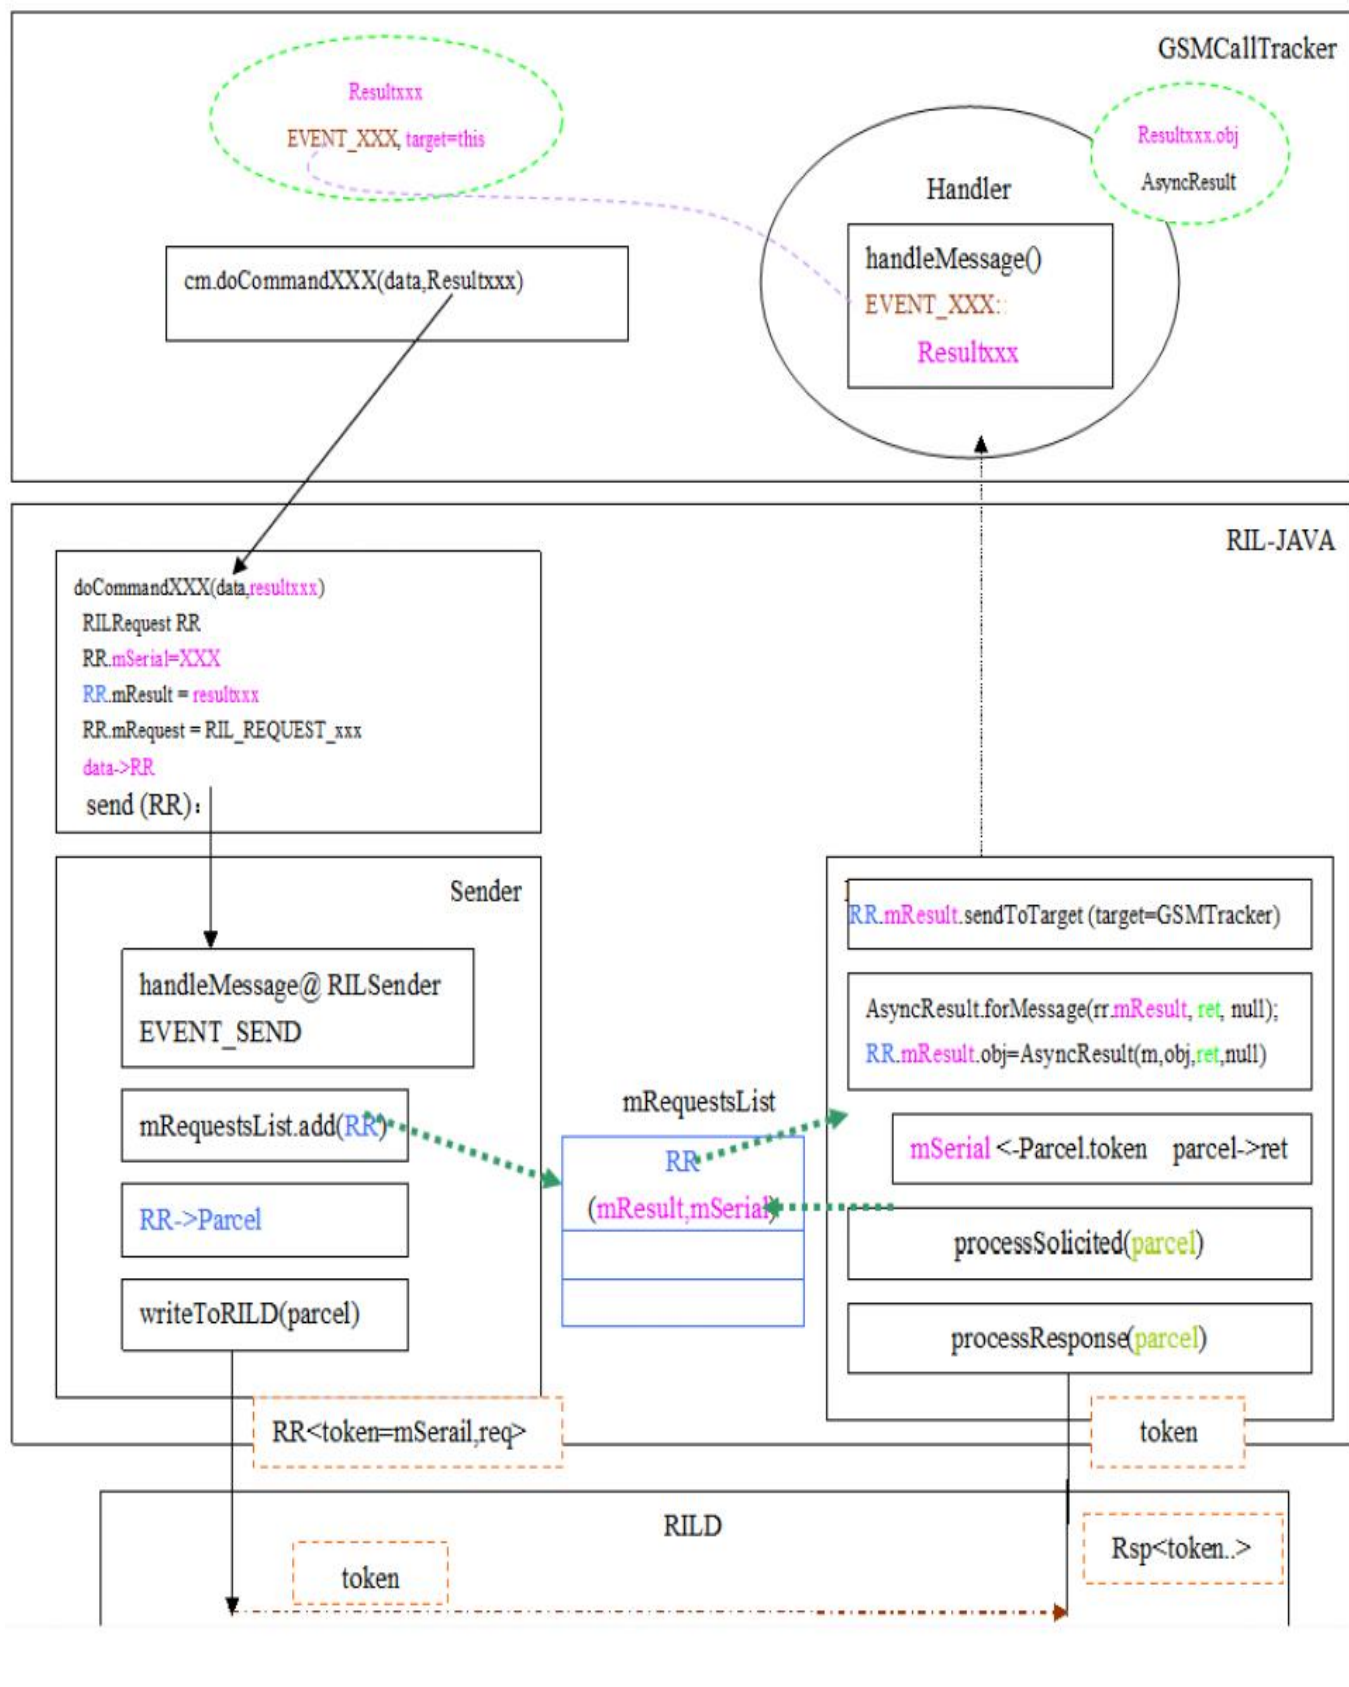 GSMCallTracker
Resultxxx
EVENT_XXX, target=this
Resultxxx.obj
AsyncResult
Handler
handleMessage()
EVENT_XXX:
Resultxxx
cm.doCommandXXX(data,Resultxxx)
RIL-JAVA
doCommandXXX(data,resultxxx)
RILRequest RR
RR.mSerial=XXX
RR.mResult = resultxxx
RR.mRequest = RIL_REQUEST_xxx
data->RR
send (RR)：
Sender
handleMessage@ RILSender
EVENT_SEND
mRequestsList.add(RR)
RR->Parcel
writeToRILD(parcel)
mRequestsList
RR
(mResult,mSerial)
RR.mResult.sendToTarget (target=GSMTracker)
AsyncResult.forMessage(rr.mResult, ret, null);
RR.mResult.obj=AsyncResult(m,obj,ret,null)
mSerial <-Parcel.token parcel->ret
processSolicited(parcel)
processResponse(parcel)
RR<token=mSerail,req>
token
RILD
Rsp<token..>
token